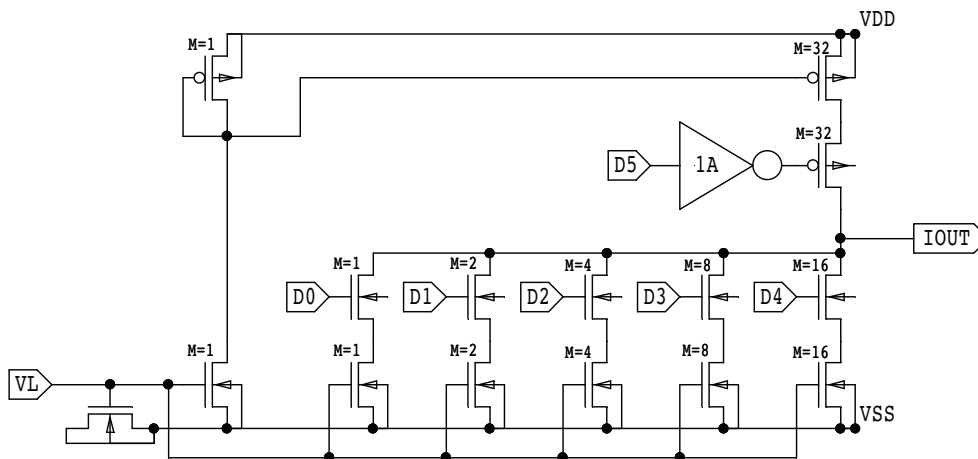 VDD
M=1
M=32
M=32
D5
1A
IOUT
M=1
M=2
M=4
M=8
M=16
D0
D1
D2
D3
D4
M=1
M=1
M=2
M=4
M=8
M=16
VL
VSS